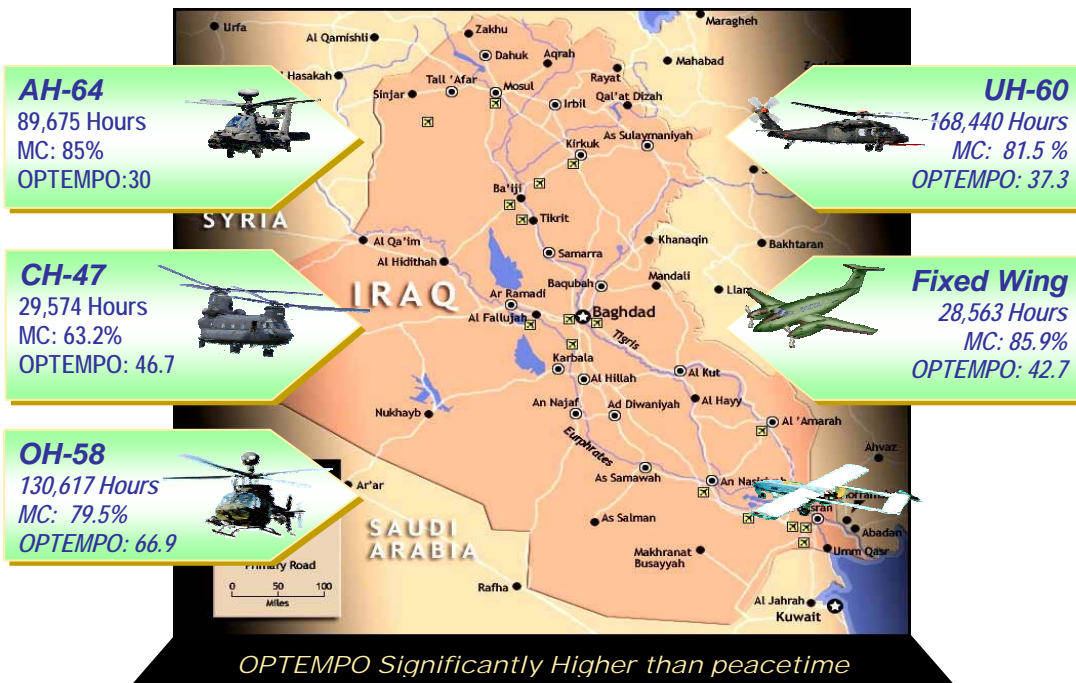 AH-64
89,675 Hours
MC: 85%
OPTEMPO:30
CH-47
29,574 Hours
MC: 63.2%
OPTEMPO: 46.7
OH-58
130,617 Hours
MC: 79.5%
OPTEMPO: 66.9
UH-60
168,440 Hours
MC: 81.5 %
OPTEMPO: 37.3
Fixed Wing
28,563 Hours
MC: 85.9%
OPTEMPO: 42.7
Urfa
Al Qamishli
Zakhu
Maragheh
Dahuk
Aqrah
Mahabad
Hasakah
Tall 'Afar
Mosul
Rayat
Sinjar
Irbil
Qal'at Dizah
As Sulaymaniyah
Kirkuk
Ba'iji
SYRIA
Tikrit
Al Qa'im
Khanaqin
Bakhtaran
Samarra
Al Hidithah
Mandali
Baqubah
IRAQ
Ar Ramadi
Baghdad
Al Fallujah
Tigris
Karbala
Al Kut
Al Hillah
An Najaf
Ad Diwaniyah
Al Hayy
Nukhayb
Al 'Amarah
Eurphrates
Ahvaz
As Samawah
Ar'ar
As Salman
SAUDI
ARABIA
Abadan
Makhranat
Busayyah
Umm Qasr
Primary Road
0 50 100
Miles
Rafha
Al Jahrah
Kuwait
OPTEMPO Significantly Higher than peacetime